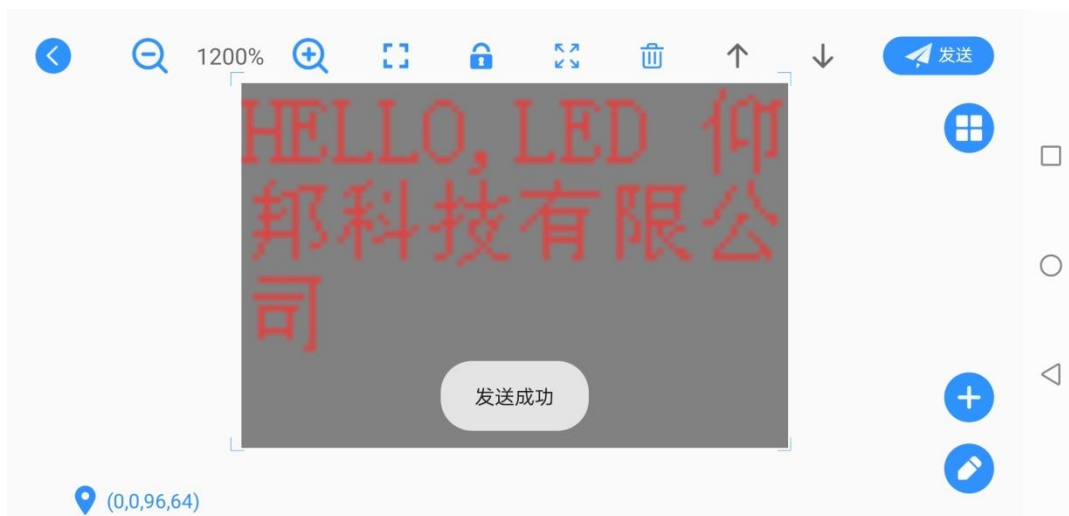 1200%
发送
HELLO,LED 仰
邦科技有限公
司
发送成功
(0,0,96,64)